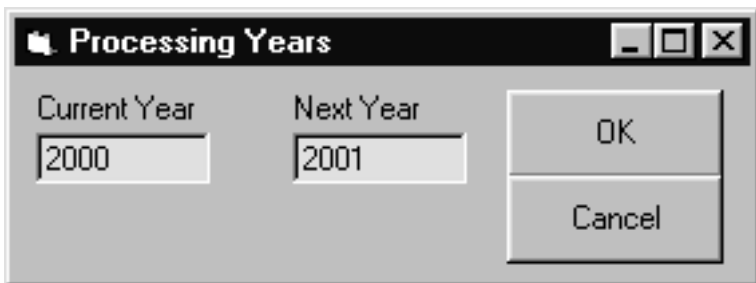 Processing Years
Current Year
2000
Next Year
2001
OK
Cancel